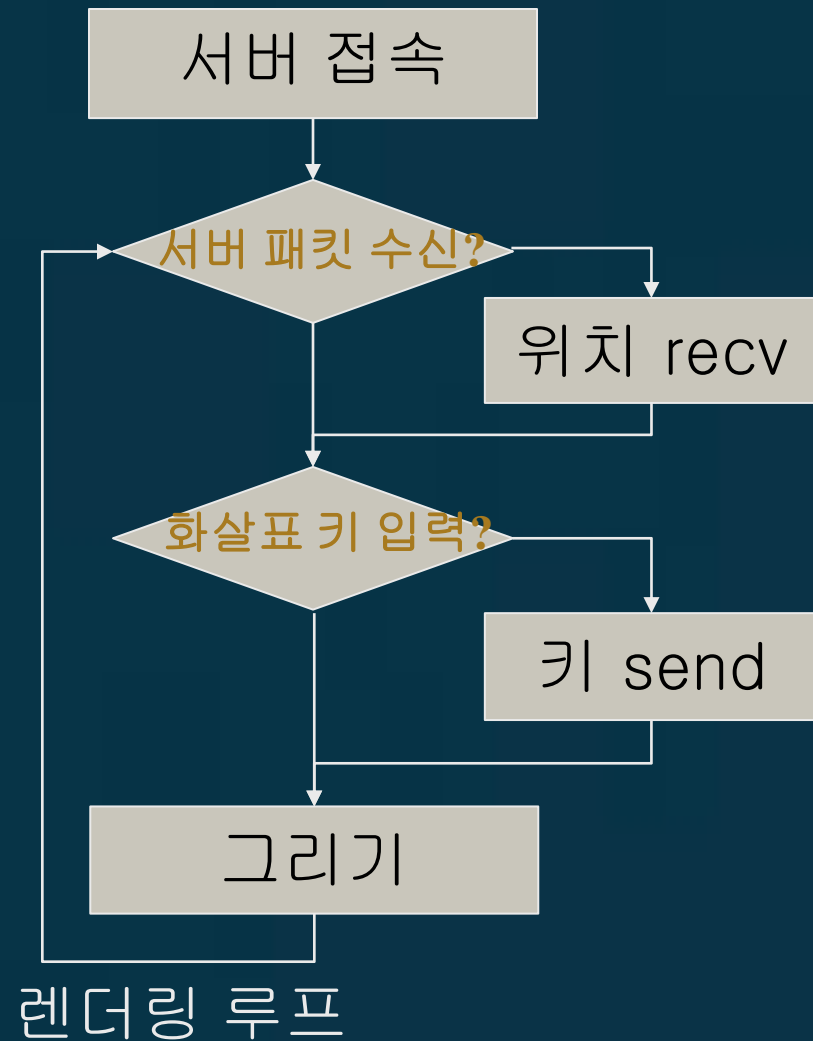 서버 접속
서버 패킷 수신?
위치 recv
화살표 키 입력?
키 send
그리기
렌더링 루프